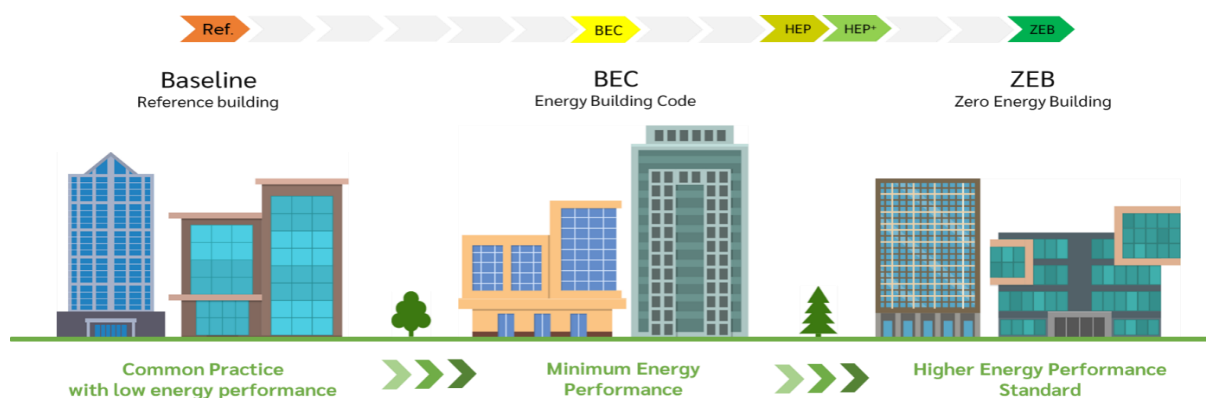 Ref.
BEC
HEP
HEP+
ZEB
Baseline
Reference building
BEC
Energy Building Code
ZEB
Zero Energy Building
Common Practice
with low energy performance
Minimum Energy
Performance
Higher Energy Performance
Standard